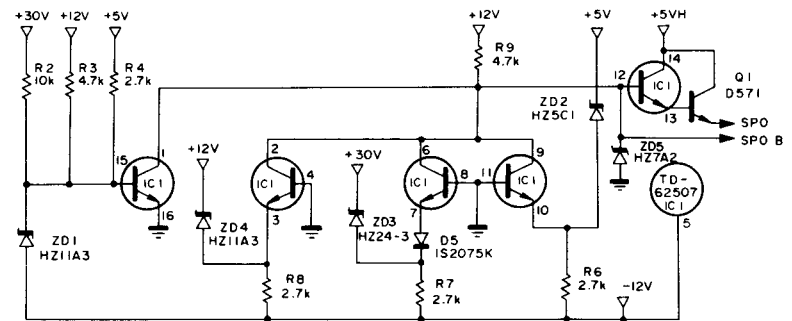 +30V +12V +5V
+12V
+5V
+5VH
R2
10k
R3
4.7k
R4
2.7k
R9
4.7k
14
12
IC1
13
Q1
D571
ZD2
HZ5C1
SPO
SPO B
1
15
IC1
16
+12V
2
IC1
4
3
+30V
6
IC1
8
7
11
9
IC1
10
ZD5
HZ7A2
TD-
62507
IC1
5
ZD1
HZ11A3
ZD4
HZ11A3
ZD3
HZ24-3
D5
1S2075K
R8
2.7k
R7
2.7k
R6
2.7k
-12V